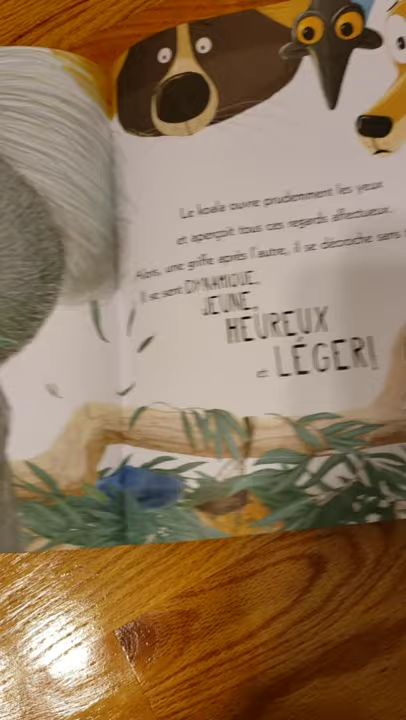 Le koala ouvre prudemment les yeux
et aperçoit tous ces regards affectueux.
Alors, une griffe après l'autre, il se décroche sans
Il se sent DYNAMIQUE,
JEUNE,
HEUREUX
et LÉGER!